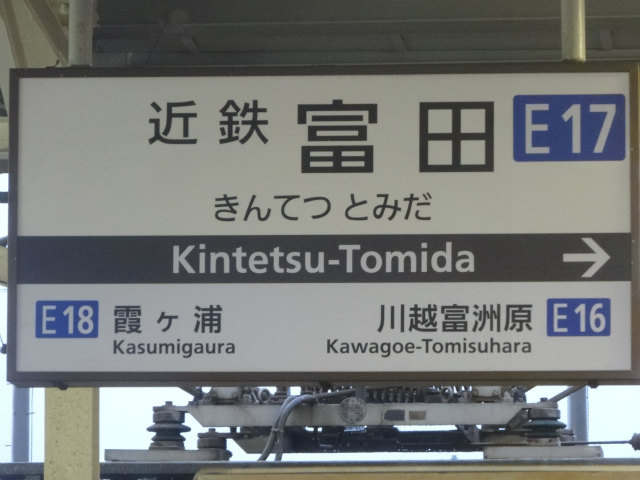 近鉄 富田 E17
きんてつ とみだ
Kintetsu-Tomida →
E18 霞ヶ浦 川越富洲原 E16
Kasumigaura Kawagoe-Tomisuhara